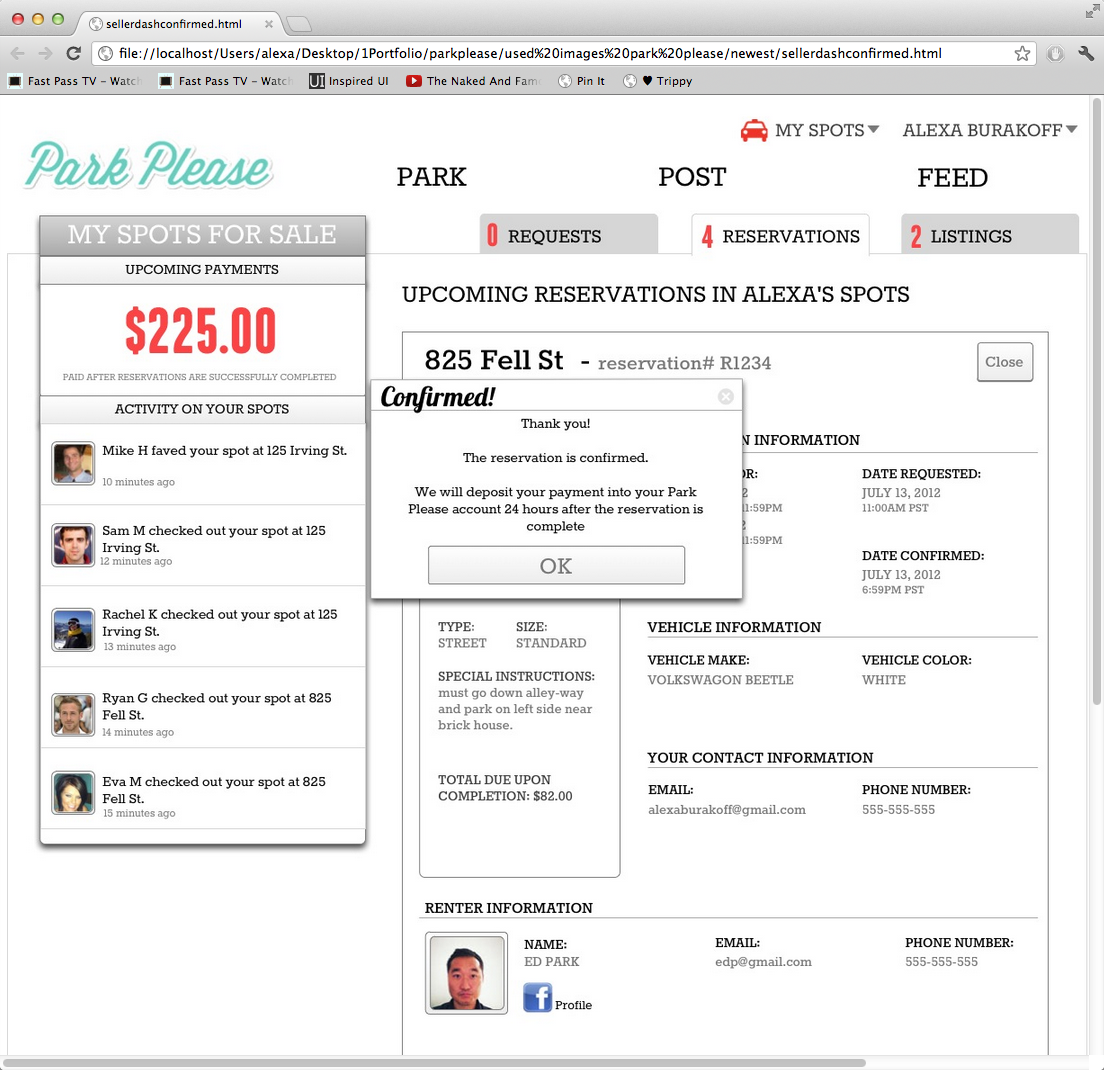 sellerdashconfirmed.html
file://localhost/Users/alexa/Desktop/1Portfolio/parkplease/used%20images%20park%20please/newest/sellerdashconfirmed.html
Fast Pass TV - Watch
Fast Pass TV - Watch
UI Inspired UI
The Naked And Fam
Pin It
♥ Trippy
MY SPOTS
ALEXA BURAKOFF
Park Please
PARK
POST
FEED
MY SPOTS FOR SALE
0 REQUESTS
4 RESERVATIONS
2 LISTINGS
UPCOMING PAYMENTS
$225.00
PAID AFTER RESERVATIONS ARE SUCCESSFULLY COMPLETED
ACTIVITY ON YOUR SPOTS
Mike H faved your spot at 125 Irving St.
10 minutes ago
Sam M checked out your spot at 125
Irving St.
12 minutes ago
Rachel K checked out your spot at 125
Irving St.
13 minutes ago
Ryan G checked out your spot at 825
Fell St.
14 minutes ago
Eva M checked out your spot at 825
Fell St.
15 minutes ago
UPCOMING RESERVATIONS IN ALEXA'S SPOTS
825 Fell St - reservation# R1234
Close
Confirmed!
Thank you!
The reservation is confirmed.
We will deposit your payment into your Park
Please account 24 hours after the reservation is
complete
OK
N INFORMATION
OR:
2
11:59PM
2
11:59PM
DATE REQUESTED:
JULY 13, 2012
11:00AM PST
DATE CONFIRMED:
JULY 13, 2012
6:59PM PST
TYPE:
STREET
SIZE:
STANDARD
SPECIAL INSTRUCTIONS:
must go down alley-way
and park on left side near
brick house.
TOTAL DUE UPON
COMPLETION: $82.00
VEHICLE INFORMATION
VEHICLE MAKE:
VOLKSWAGON BEETLE
VEHICLE COLOR:
WHITE
YOUR CONTACT INFORMATION
EMAIL:
alexaburakoff@gmail.com
PHONE NUMBER:
555-555-555
RENTER INFORMATION
NAME:
ED PARK
EMAIL:
edp@gmail.com
PHONE NUMBER:
555-555-555
f Profile